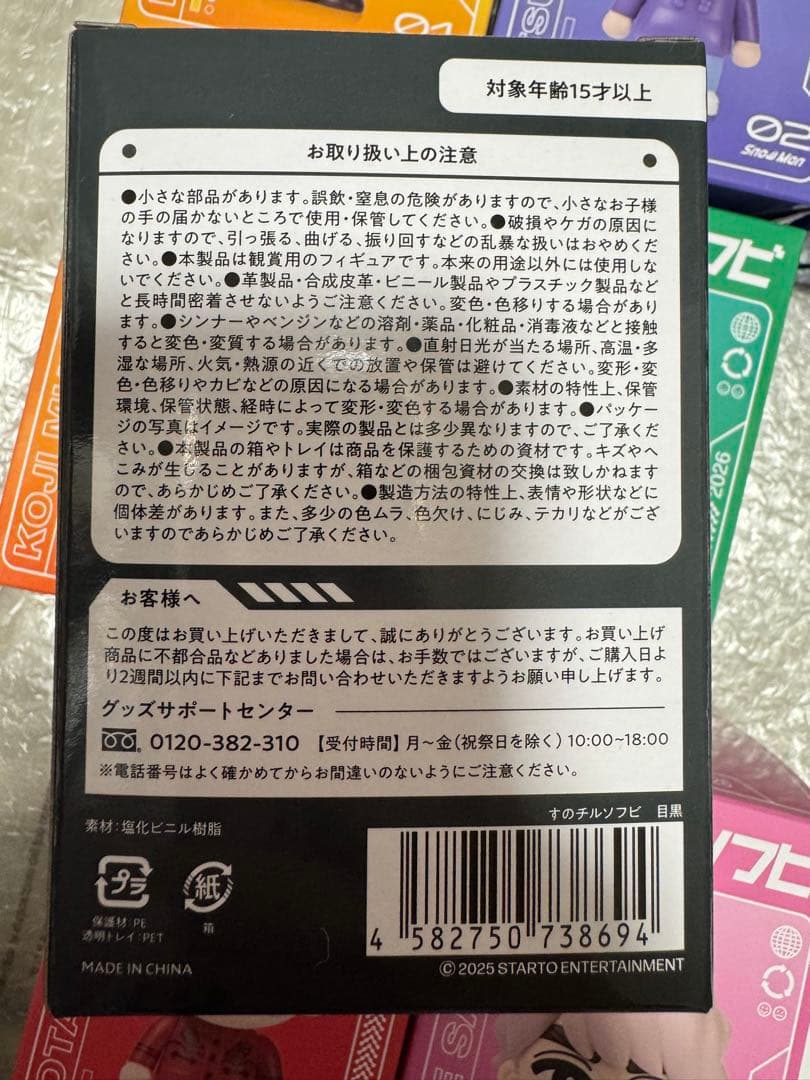 01
02
Snow Man
対象年齢15才以上
お取り扱い上の注意
●小さな部品があります。誤飲・窒息の危険がありますので、小さなお子様
の手の届かないところで使用・保管してください。●破損やケガの原因に
なりますので、引っ張る、曲げる、振り回すなどの乱暴な扱いはおやめくだ
さい。●本製品は観賞用のフィギュアです。本来の用途以外には使用しな
いでください。●革製品・合成皮革・ビニール製品やプラスチック製品など
と長時間密着させないようご注意ください。変色・色移りする場合があり
ます。●シンナーやベンジンなどの溶剤・薬品・化粧品・消毒液などと接触
すると変色・変質する場合があります。●直射日光が当たる場所、高温・多
湿な場所、火気・熱源の近くでの放置や保管は避けてください。変形・変
色・色移りやカビなどの原因になる場合があります。●素材の特性上、保管
環境、保管状態、経時によって変形・変色する場合があります。●パッケー
ジの写真はイメージです。実際の製品とは多少異なりますので、ご了承くだ
さい。●本製品の箱やトレイは商品を保護するための資材です。キズやへ
こみが生じることがありますが、箱などの梱包資材の交換は致しかねます
ので、あらかじめご了承ください。●製造方法の特性上、表情や形状などに
個体差があります。また、多少の色ムラ、色欠け、にじみ、テカリなどがござ
いますのであらかじめご了承ください。
フビ
2026
KOJI MU
お客様へ
この度はお買い上げいただきまして、誠にありがとうございます。お買い上げ
商品に不都合品などありました場合は、お手数ではございますが、ご購入日よ
り2週間以内に下記までお問い合わせいただきますようお願い申し上げます。
グッズサポートセンター
0120-382-310 【受付時間】月～金(祝祭日を除く)10:00~18:00
※電話番号はよく確かめてからお間違いのないようにご注意ください。
素材:塩化ビニル樹脂
すのチルソフビ 目黒
プラ
紙
保護材:PE
透明トレイ:PET
箱
4 582750 738694
MADE IN CHINA
© 2025 STARTO ENTERTAINMENT
ソフビ